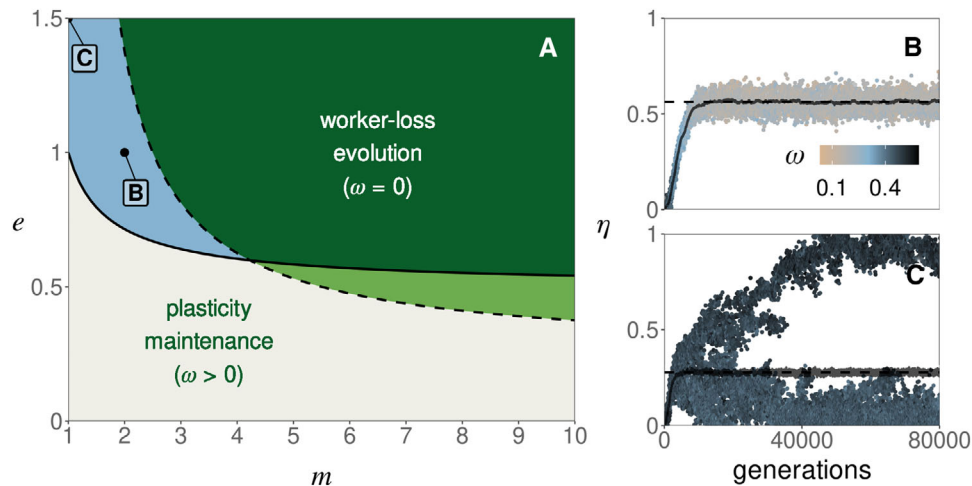 A
1.5
1
0.5
0
e
C
B
worker-loss
evolution
(ω = 0)
plasticity
maintenance
(ω > 0)
1 2 3 4 5 6 7 8 9 10
m
B
1
0.5
0
ω
0.1 0.4
η
C
1
0.5
0
0 40000 80000
generations